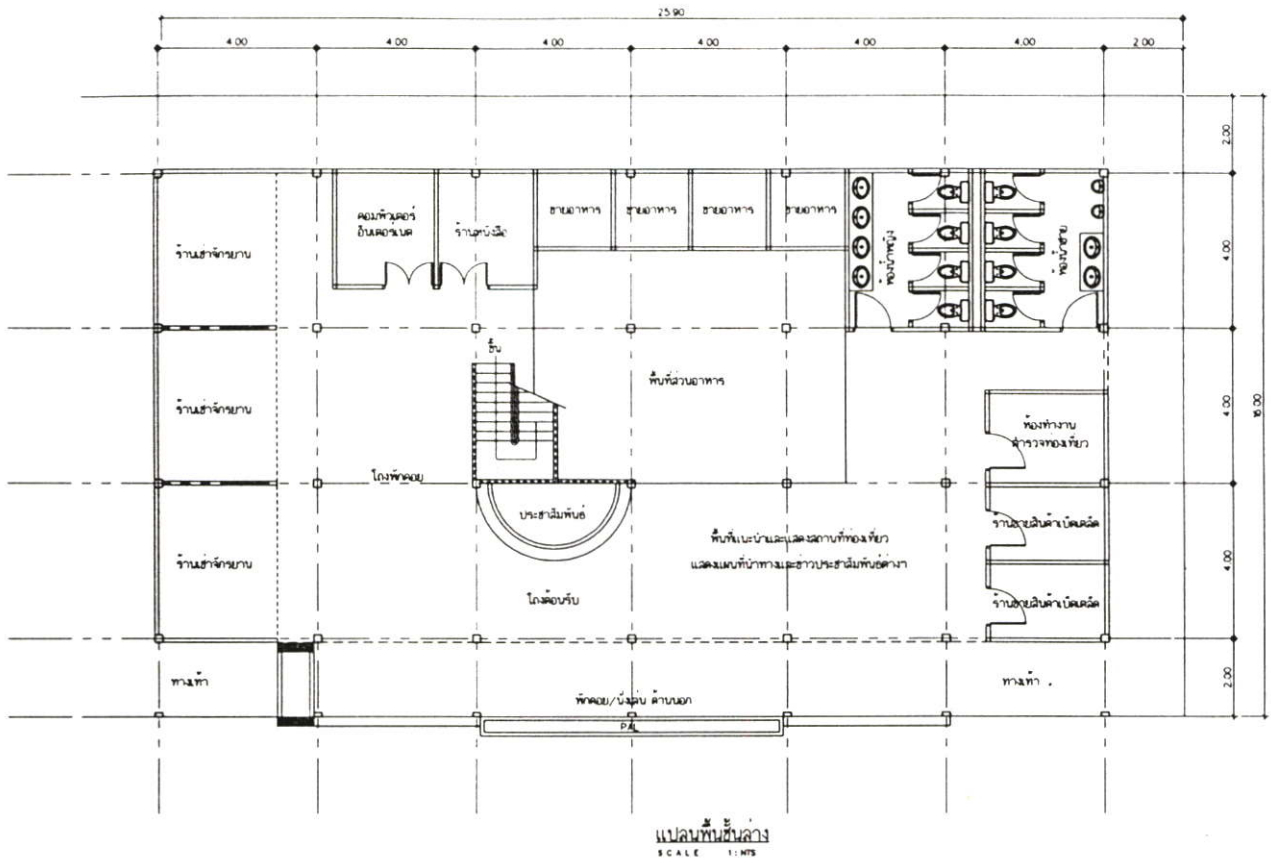 25.90
4.00 4.00 4.00 4.00 4.00 4.00 2.00
2.00
ร้านเช่าจักรยาน
คอมพิวเตอร์
อินเตอร์เนต
ร้านหนังสือ
ขายอาหาร ขายอาหาร ขายอาหาร ขายอาหาร
ห้องน้ำหญิง
ห้องน้ำชาย
4.00
ขึ้น
พื้นที่ส่วนอาหาร
ร้านเช่าจักรยาน
ห้องทำงาน
ตำรวจท่องเที่ยว
4.00
16.00
โถงพักคอย
ประชาสัมพันธ์
ร้านเช่าจักรยาน
พื้นที่แนะนำและแสดงสถานที่ท่องเที่ยว
แสดงแผนที่นำทางและข่าวประชาสัมพันธ์ต่างๆ
ร้านขายสินค้าเบ็ดเตล็ด
ร้านขายสินค้าเบ็ดเตล็ด
4.00
โถงต้อนรับ
ทางเท้า
พักคอย/นั่งเล่น ด้านนอก
ทางเท้า
2.00
แปลนพื้นชั้นล่าง
SCALE 1:NTS